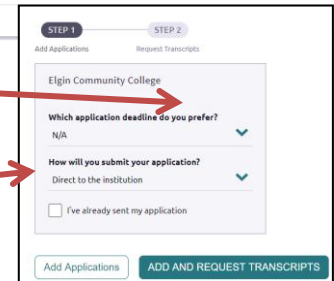 STEP 1 STEP 2
Add Applications Request Transcripts
Elgin Community College
Which application deadline do you prefer?
N/A
How will you submit your application?
Direct to the institution
I've already sent my application
Add Applications ADD AND REQUEST TRANSCRIPTS